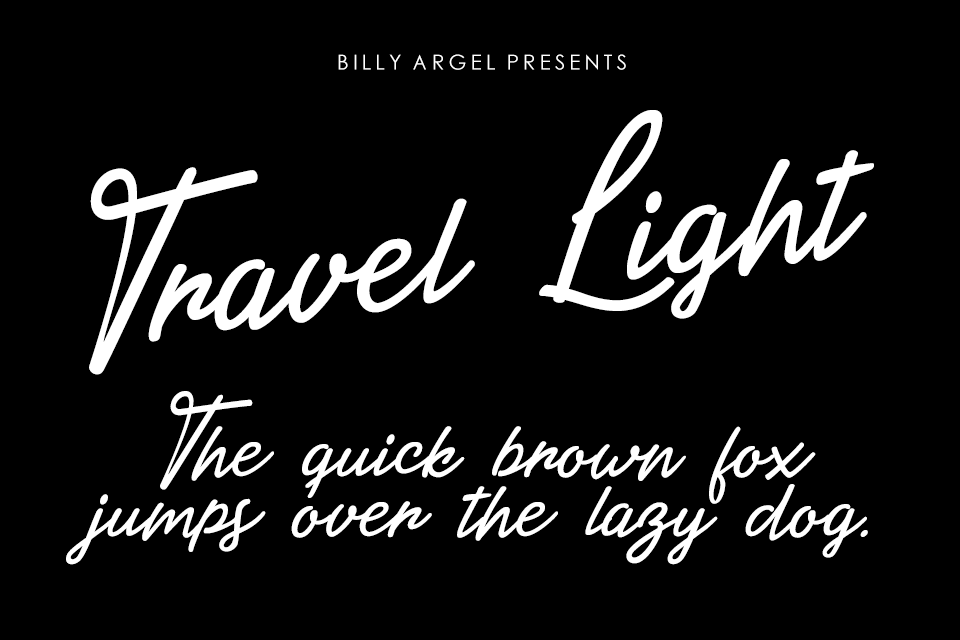 BILLY ARGEL PRESENTS
Travel Light
The quick brown fox
jumps over the lazy dog.